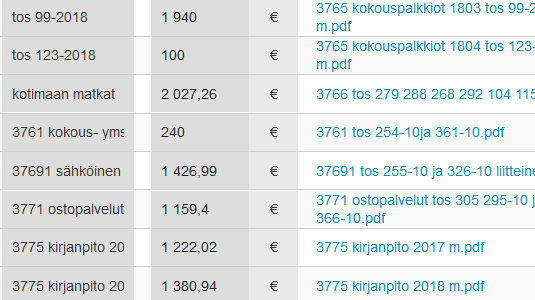 tos 99-2018 1 940 € 3765 kokouspalkkiot 1803 tos 99-2
m.pdf
tos 123-2018 100 € 3765 kokouspalkkiot 1804 tos 123-
m.pdf
kotimaan matkat 2 027,26 € 3766 tos 279 288 268 292 104 115
3761 kokous- yms 240 € 3761 tos 254-10ja 361-10.pdf
37691 sähköinen 1 426,99 € 37691 tos 255-10 ja 326-10 liitteine
3771 ostopalvelut 1 159,4 € 3771 ostopalvelut tos 305 295-10 j
366-10.pdf
3775 kirjanpito 20 1 222,02 € 3775 kirjanpito 2017 m.pdf
3775 kirjanpito 20 1 380,94 € 3775 kirjanpito 2018 m.pdf